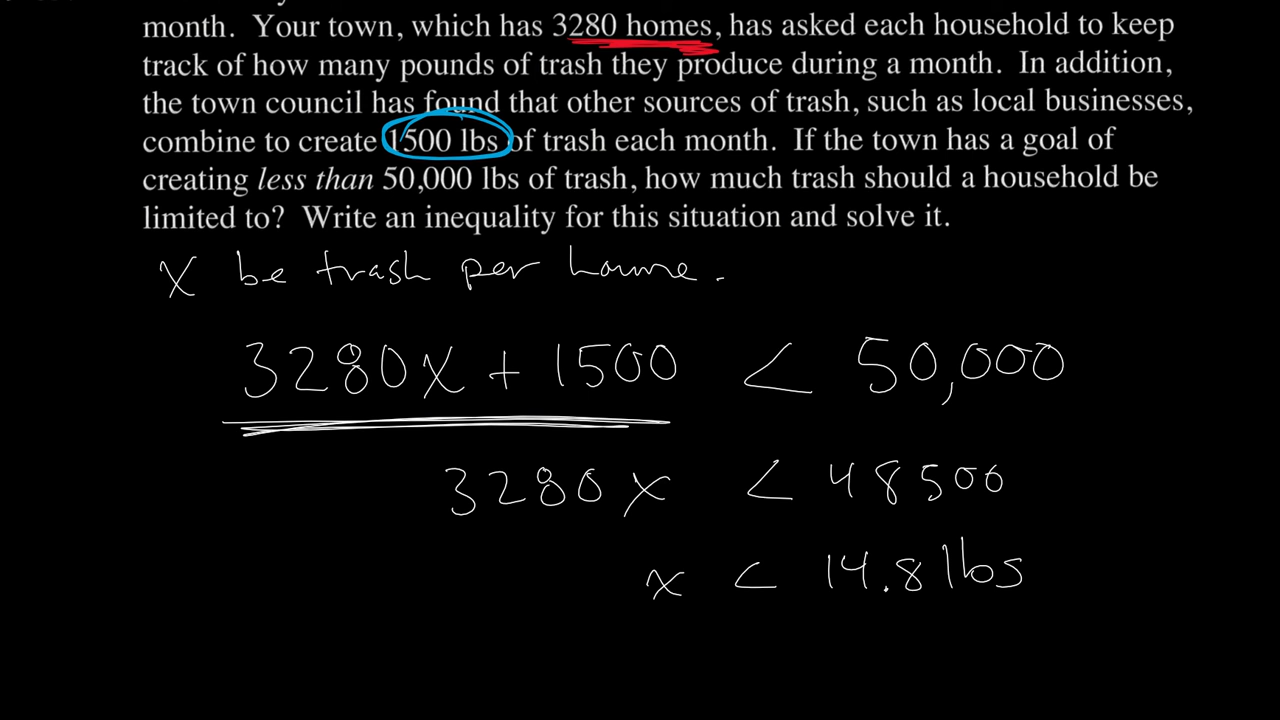 month. Your town, which has 3280 homes, has asked each household to keep
track of how many pounds of trash they produce during a month. In addition,
the town council has found that other sources of trash, such as local businesses,
combine to create 1500 lbs of trash each month. If the town has a goal of
creating less than 50,000 lbs of trash, how much trash should a household be
limited to? Write an inequality for this situation and solve it.
X be trash per home.
3280x + 1500 < 50,000
3280x < 48500
x < 14.8 lbs